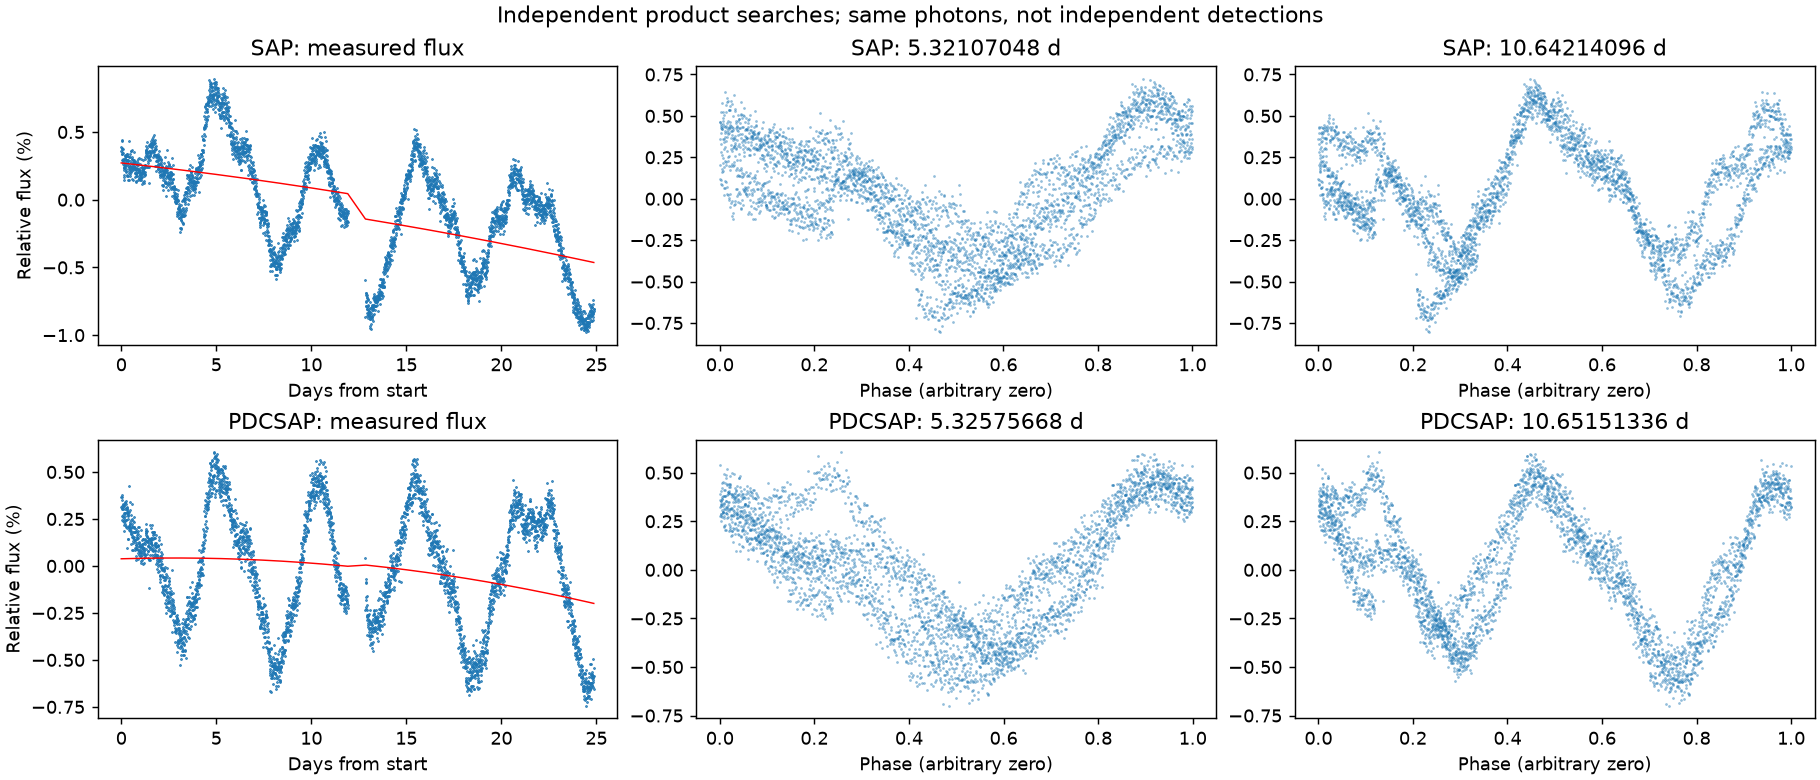 Independent product searches; same photons, not independent detections
SAP: measured flux
SAP: 5.32107048 d
SAP: 10.64214096 d
Relative flux (%)
0.5
0.0
−0.5
−1.0
0 5 10 15 20 25
Days from start
0.75
0.50
0.25
0.00
−0.25
−0.50
−0.75
0.0 0.2 0.4 0.6 0.8 1.0
Phase (arbitrary zero)
0.75
0.50
0.25
0.00
−0.25
−0.50
−0.75
0.0 0.2 0.4 0.6 0.8 1.0
Phase (arbitrary zero)
PDCSAP: measured flux
PDCSAP: 5.32575668 d
PDCSAP: 10.65151336 d
Relative flux (%)
0.50
0.25
0.00
−0.25
−0.50
−0.75
0 5 10 15 20 25
Days from start
0.50
0.25
0.00
−0.25
−0.50
−0.75
0.0 0.2 0.4 0.6 0.8 1.0
Phase (arbitrary zero)
0.50
0.25
0.00
−0.25
−0.50
−0.75
0.0 0.2 0.4 0.6 0.8 1.0
Phase (arbitrary zero)